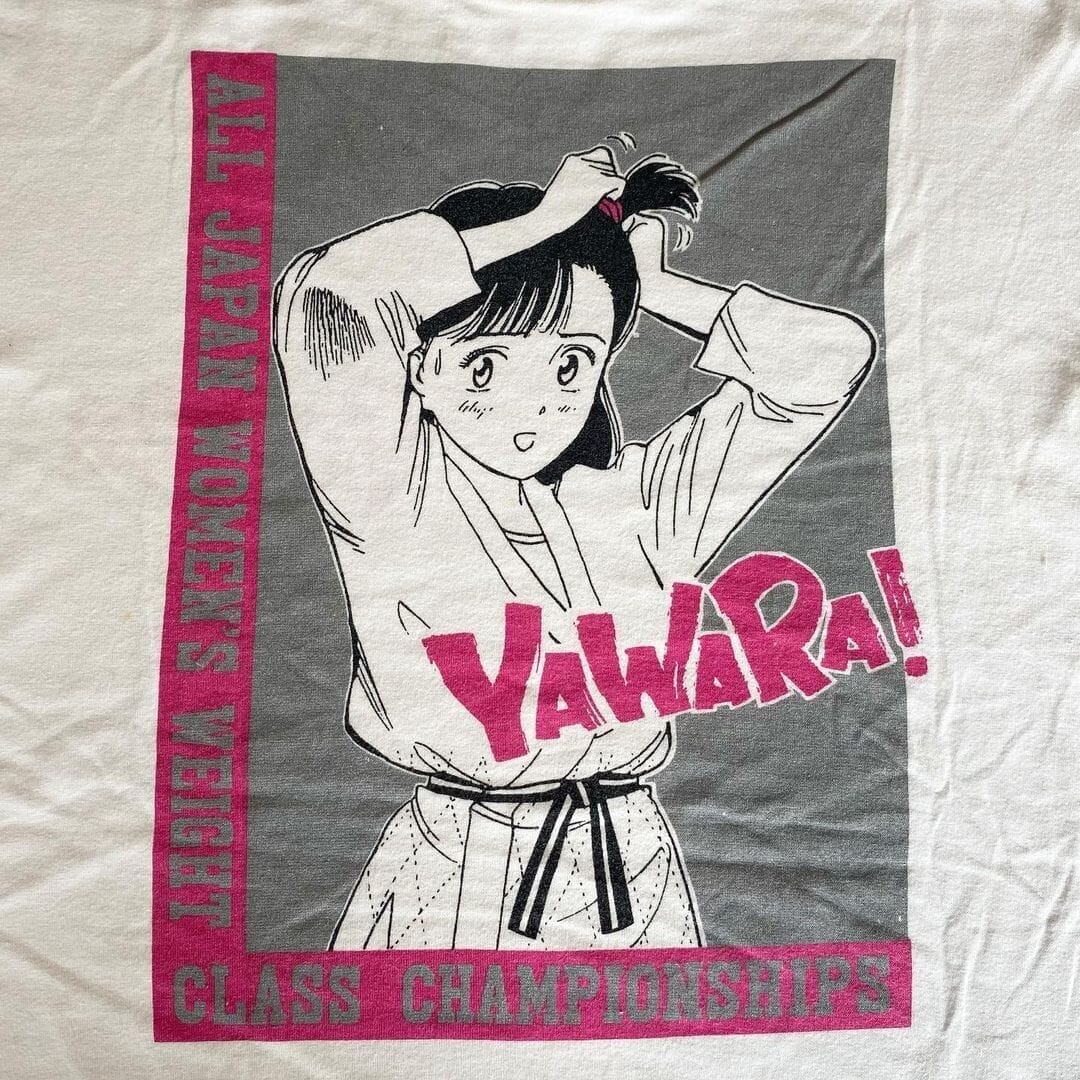 ALL JAPAN WOMEN'S WEIGHT
CLASS CHAMPIONSHIPS
YAWARA!